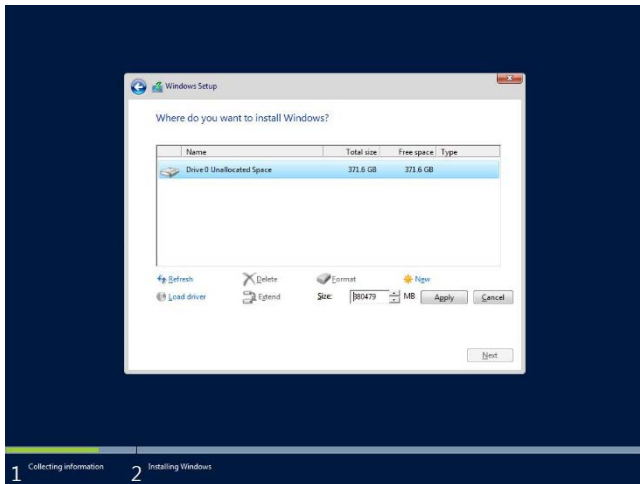 Windows Setup
Where do you want to install Windows?
Name Total size Free space Type
Drive 0 Unallocated Space 371.6 GB 371.6 GB
Refresh Delete Format New
Load driver Extend Size: 380479 MB Apply Cancel
Next
1 Collecting information 2 Installing Windows